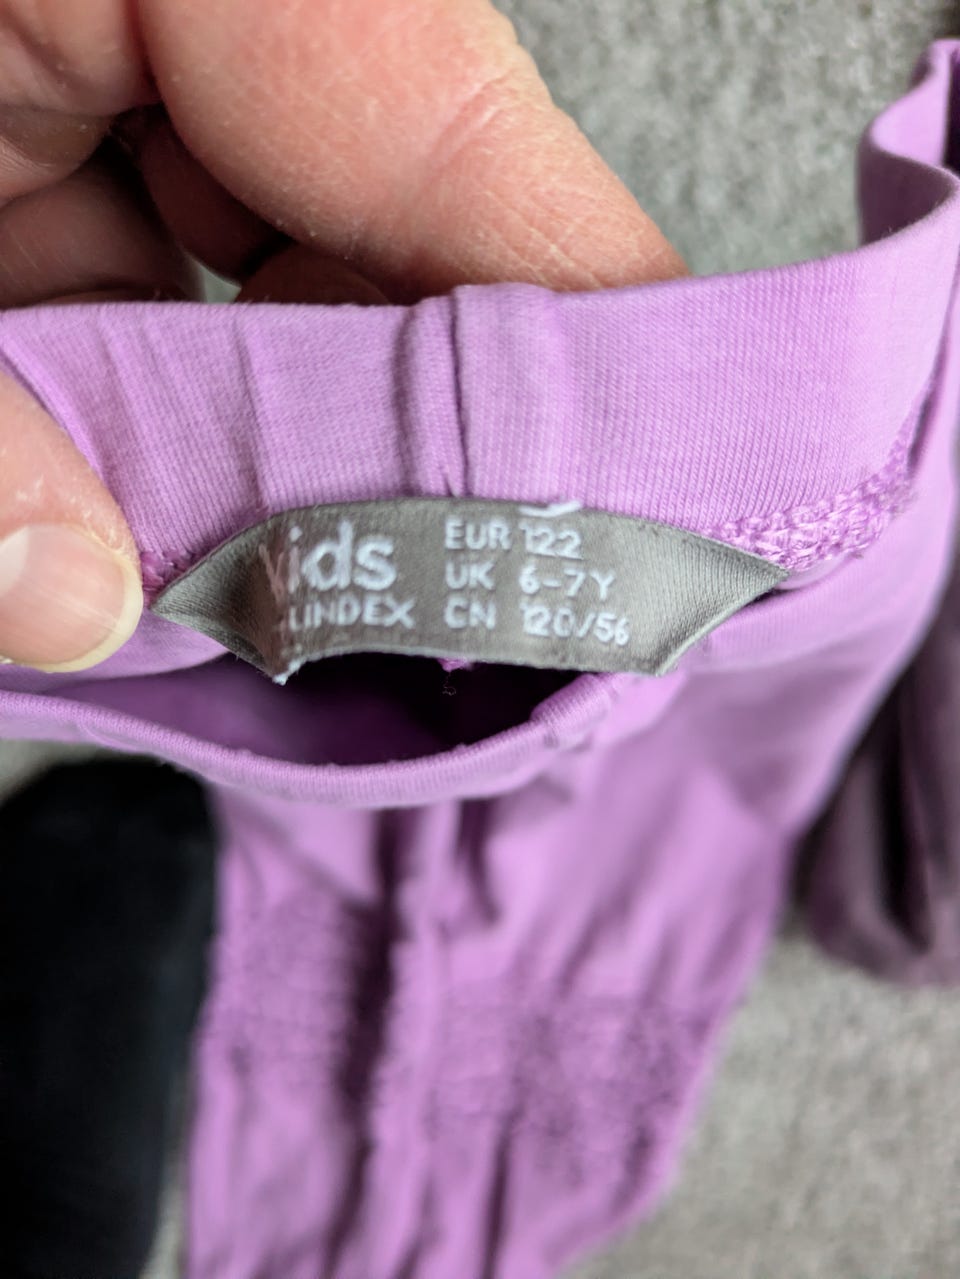 kids
LINDEX
EUR 122
UK 6-7Y
CN 120/56